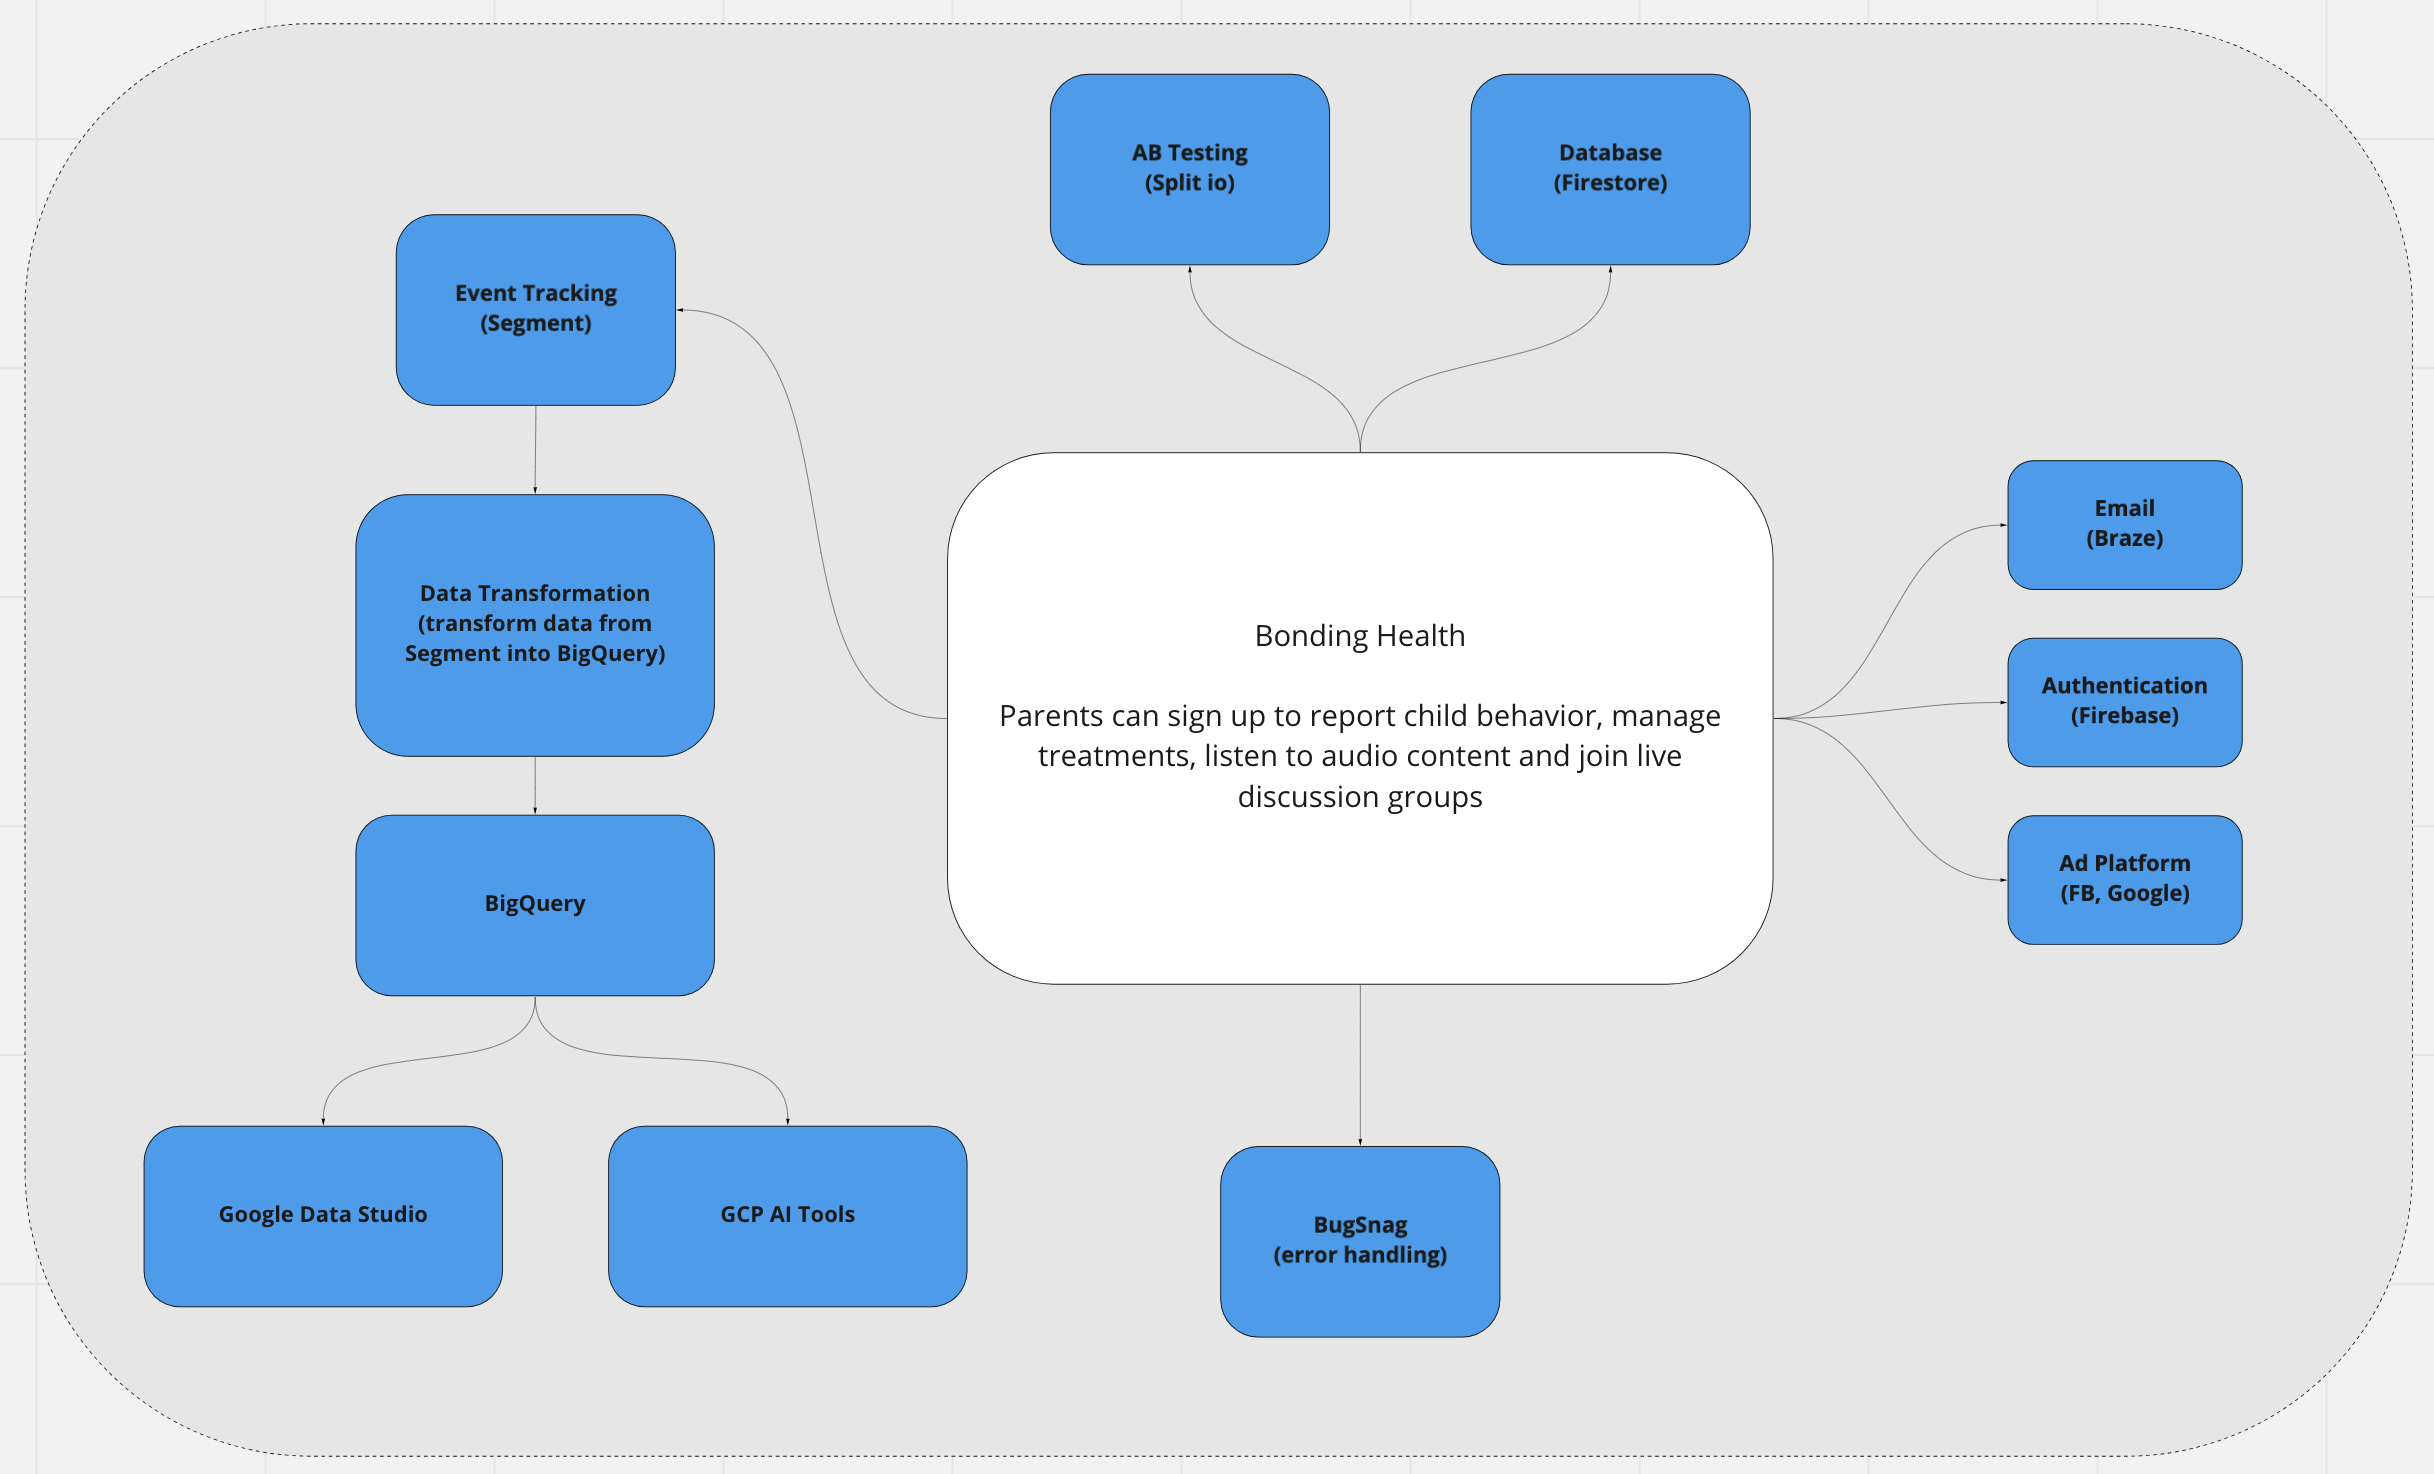 AB Testing
(Split io)
Database
(Firestore)
Event Tracking
(Segment)
Data Transformation
(transform data from
Segment into BigQuery)
BigQuery
Google Data Studio
GCP AI Tools
Bonding Health
Parents can sign up to report child behavior, manage
treatments, listen to audio content and join live
discussion groups
Email
(Braze)
Authentication
(Firebase)
Ad Platform
(FB, Google)
BugSnag
(error handling)